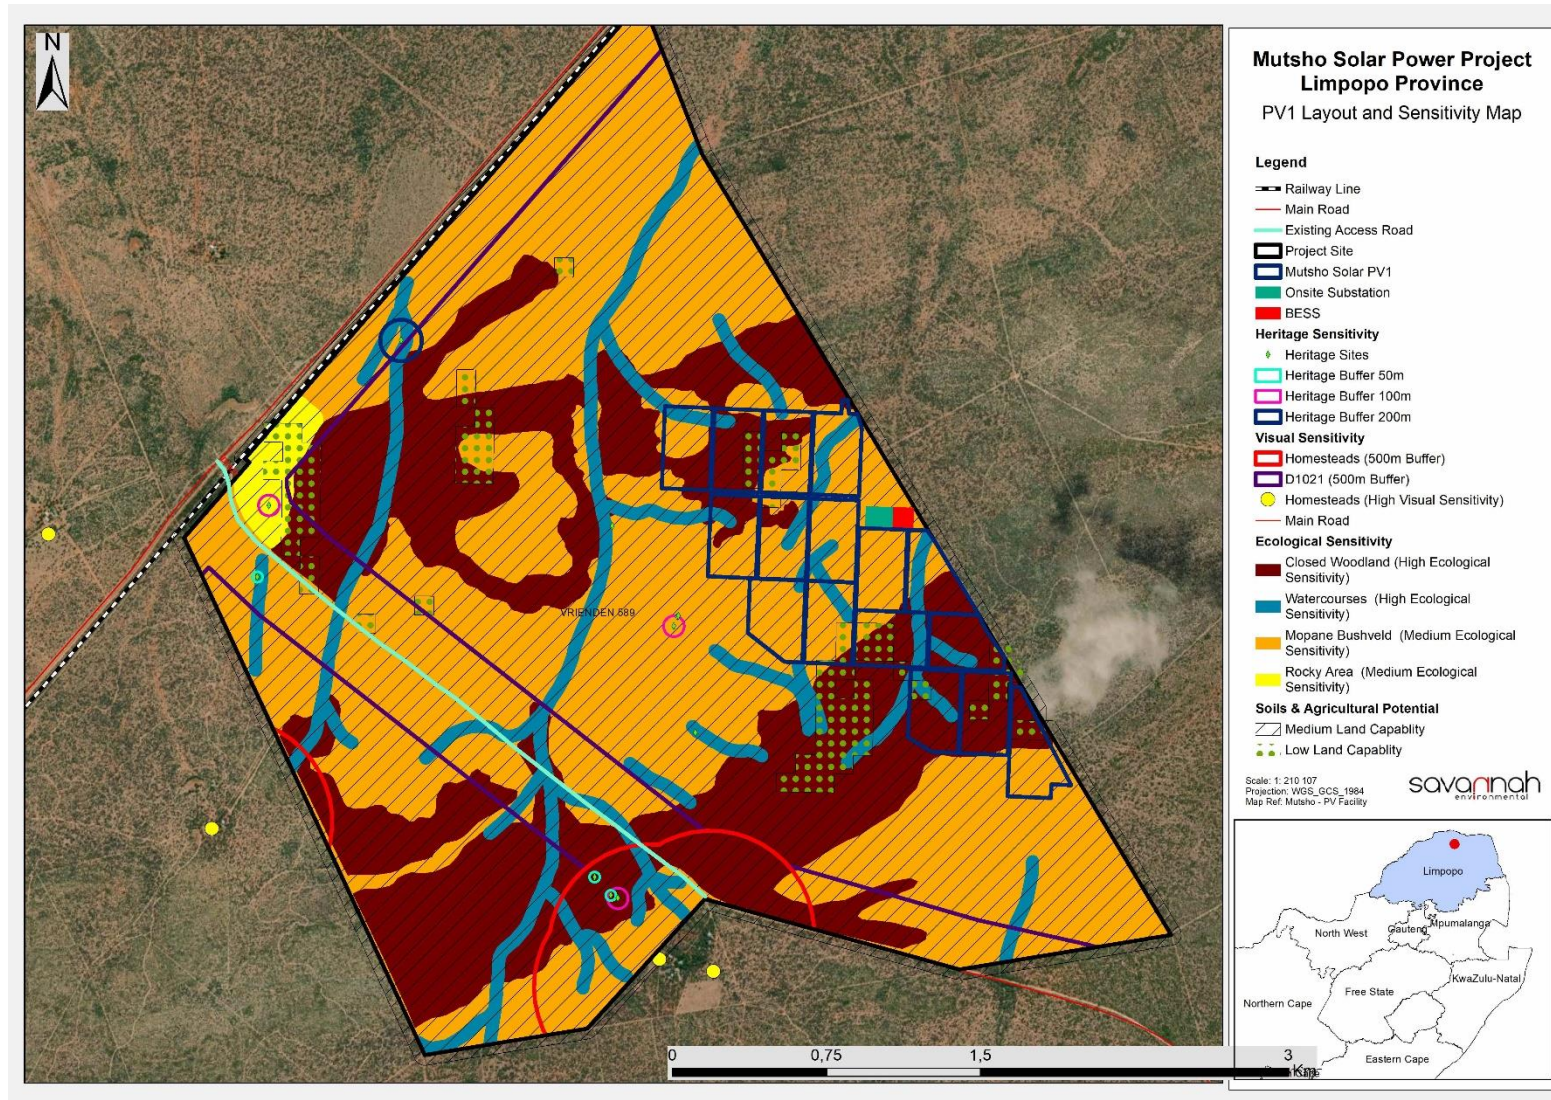 N
VRIENDEN 589
0 0,75 1,5 3
Km
Mutsho Solar Power Project
Limpopo Province
PV1 Layout and Sensitivity Map
Legend
Railway Line
Main Road
Existing Access Road
Project Site
Mutsho Solar PV1
Onsite Substation
BESS
Heritage Sensitivity
Heritage Sites
Heritage Buffer 50m
Heritage Buffer 100m
Heritage Buffer 200m
Visual Sensitivity
Homesteads (500m Buffer)
D1021 (500m Buffer)
Homesteads (High Visual Sensitivity)
Main Road
Ecological Sensitivity
Closed Woodland (High Ecological
Sensitivity)
Watercourses (High Ecological
Sensitivity)
Mopane Bushveld (Medium Ecological
Sensitivity)
Rocky Area (Medium Ecological
Sensitivity)
Soils & Agricultural Potential
Medium Land Capablity
Low Land Capablity
Scale: 1: 210 107
Projection: WGS_GCS_1984
Map Ref: Mutsho - PV Facility
savannah
environmental
Limpopo
North West
Gauteng
Mpumalanga
KwaZulu-Natal
Free State
Northern Cape
Eastern Cape